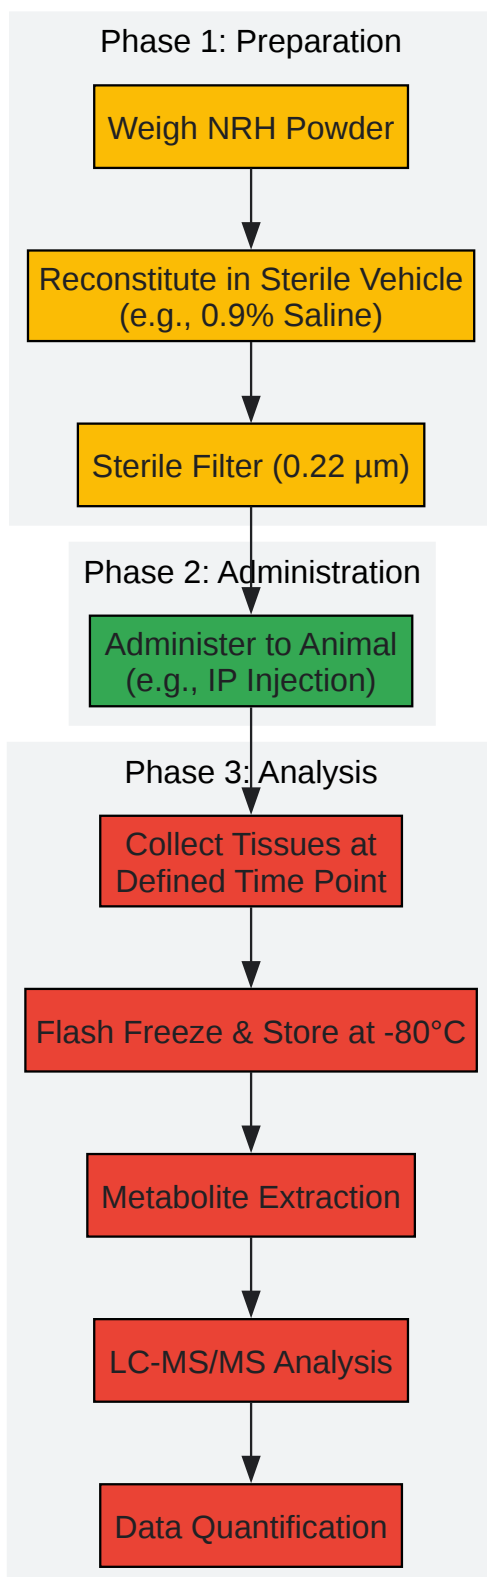 Phase 1: Preparation
Weigh NRH Powder
Reconstitute in Sterile Vehicle
(e.g., 0.9% Saline)
Sterile Filter (0.22 µm)
Phase 2: Administration
Administer to Animal
(e.g., IP Injection)
Phase 3: Analysis
Collect Tissues at
Defined Time Point
Flash Freeze & Store at -80°C
Metabolite Extraction
LC-MS/MS Analysis
Data Quantification